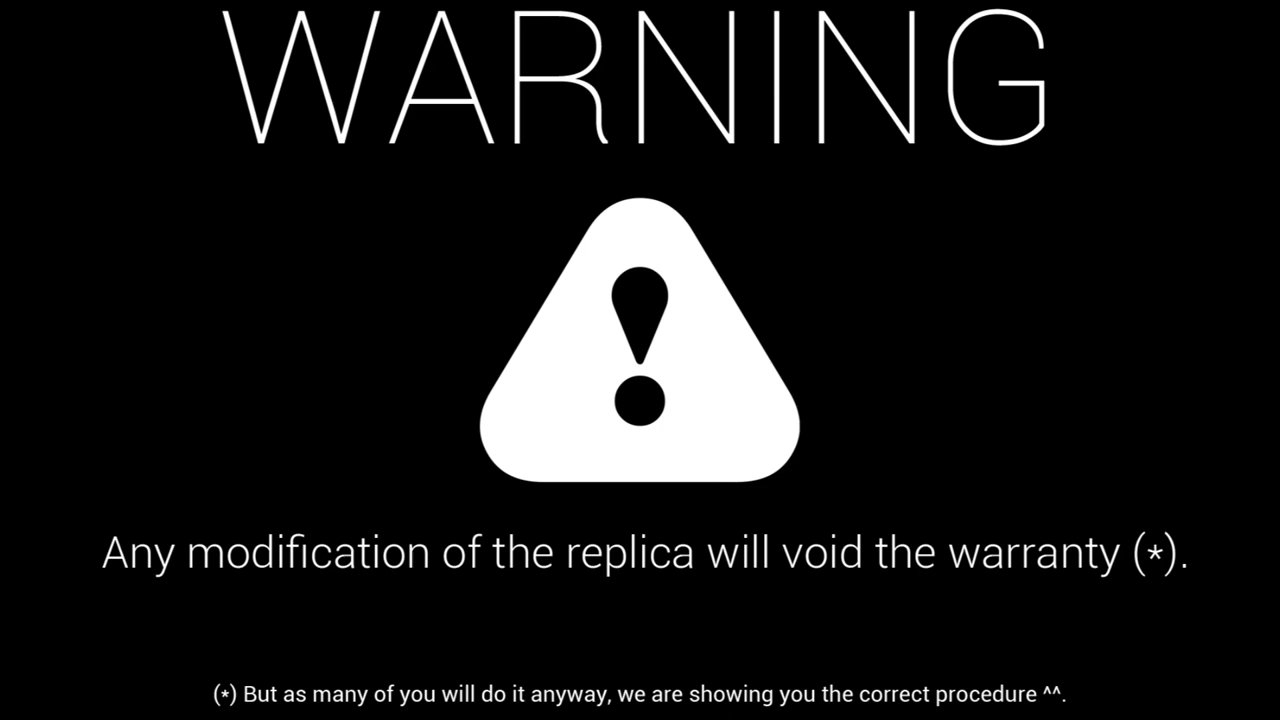 WARNING
Any modification of the replica will void the warranty (*).
(*) But as many of you will do it anyway, we are showing you the correct procedure ^^.